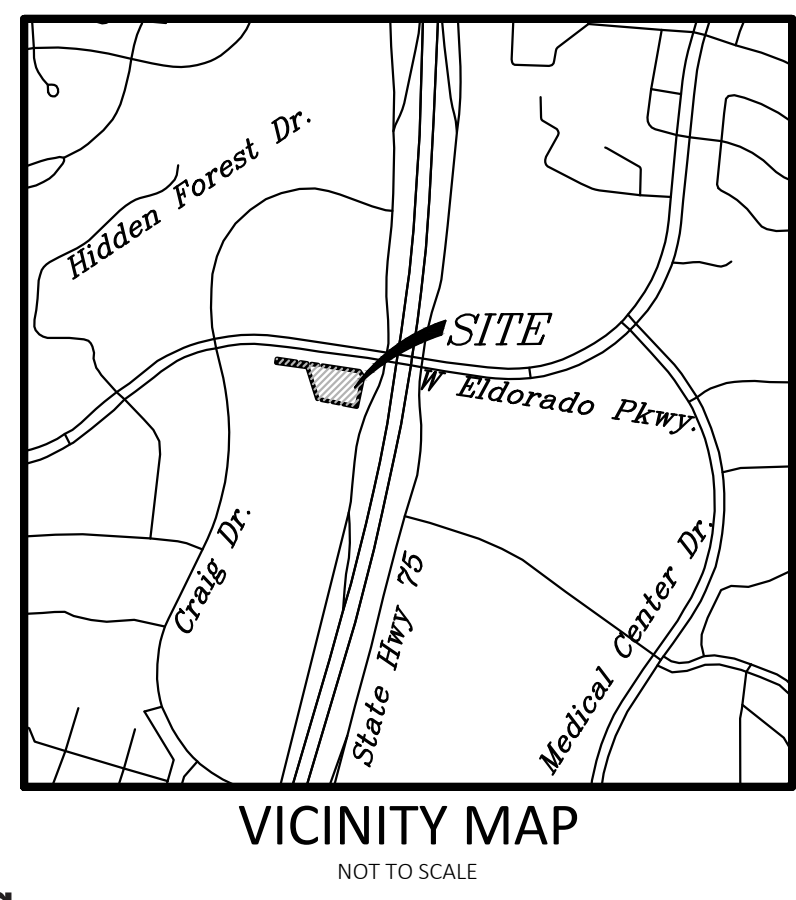 Hidden Forest Dr.
SITE
W Eldorado Pkwy.
Craig Dr.
State Hwy 75
Medical Center Dr.
VICINITY MAP
NOT TO SCALE